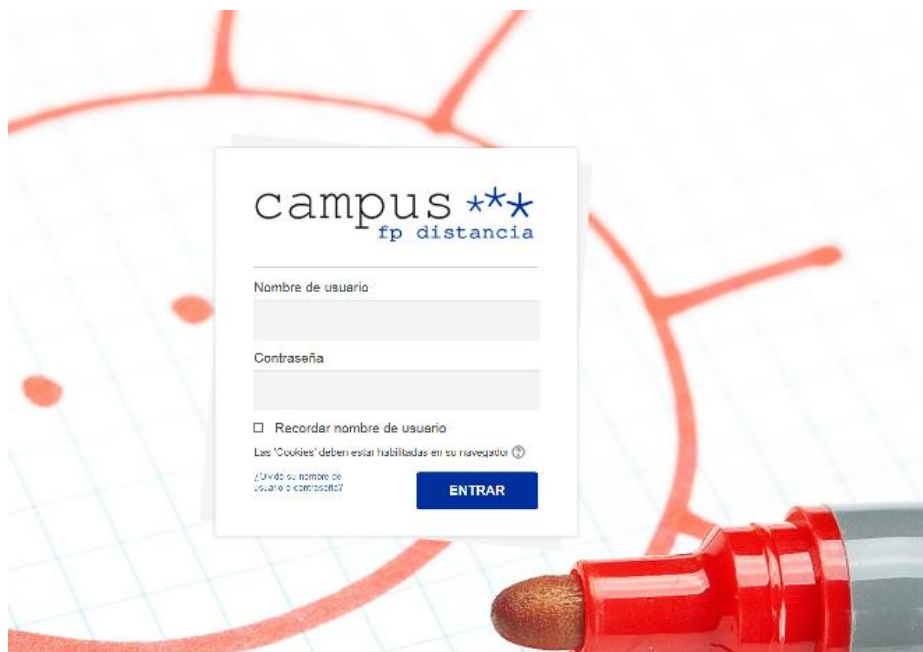 campus ***
fp distancia
Nombre de usuario
Contraseña
Recordar nombre de usuario
Las 'Cookies' deben estar habilitadas en su navegador ?
¿Olvidó su nombre de
usuario o contraseña?
ENTRAR